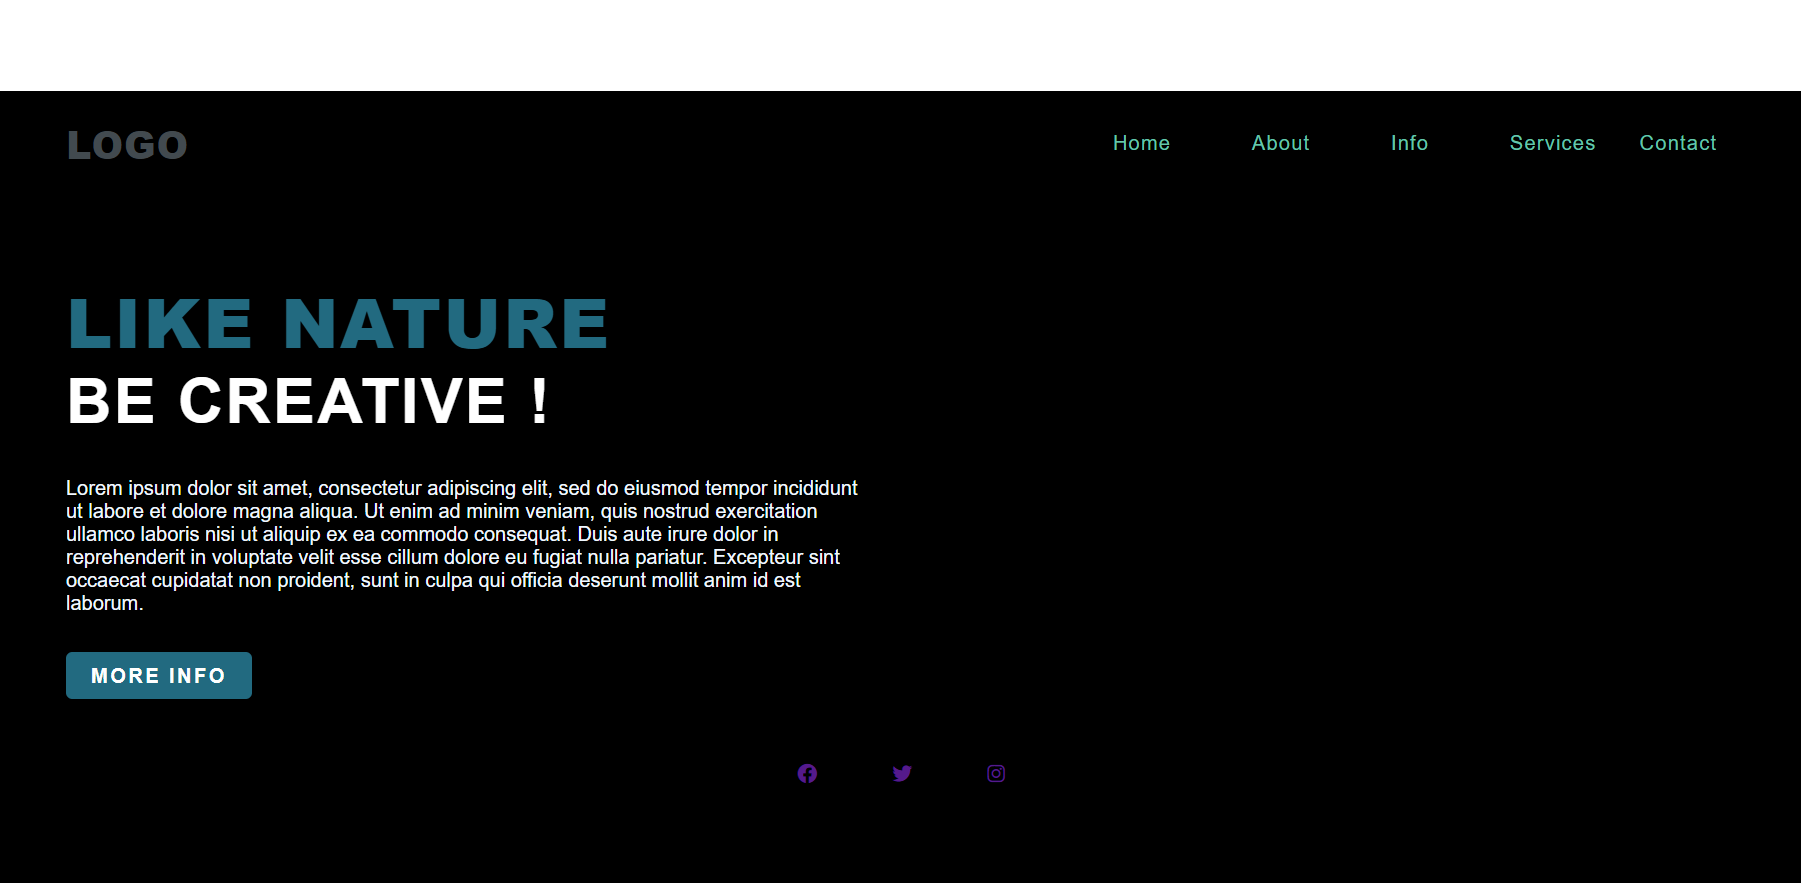 LOGO
Home About Info Services Contact
LIKE NATURE
BE CREATIVE !
Lorem ipsum dolor sit amet, consectetur adipiscing elit, sed do eiusmod tempor incididunt
ut labore et dolore magna aliqua. Ut enim ad minim veniam, quis nostrud exercitation
ullamco laboris nisi ut aliquip ex ea commodo consequat. Duis aute irure dolor in
reprehenderit in voluptate velit esse cillum dolore eu fugiat nulla pariatur. Excepteur sint
occaecat cupidatat non proident, sunt in culpa qui officia deserunt mollit anim id est
laborum.
MORE INFO